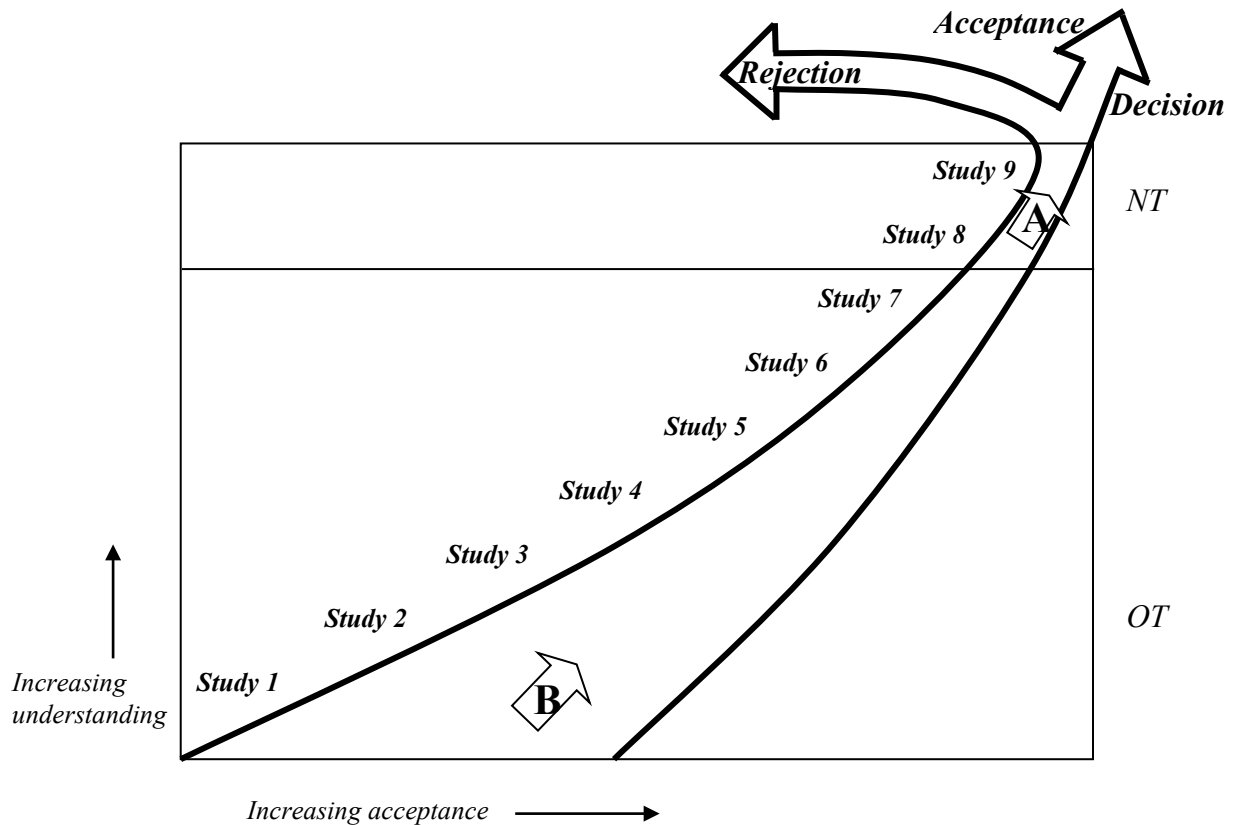 Acceptance
Rejection
Decision
Study 9
NT
A
Study 8
Study 7
Study 6
Study 5
Study 4
Study 3
Study 2
OT
Study 1
B
Increasing
understanding
Increasing acceptance